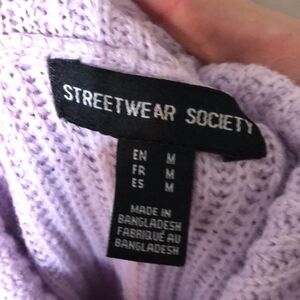 STREETWEAR SOCIETY
EN M
FR M
ES M
MADE IN
BANGLADESH
FABRIQUÉ AU
BANGLADESH